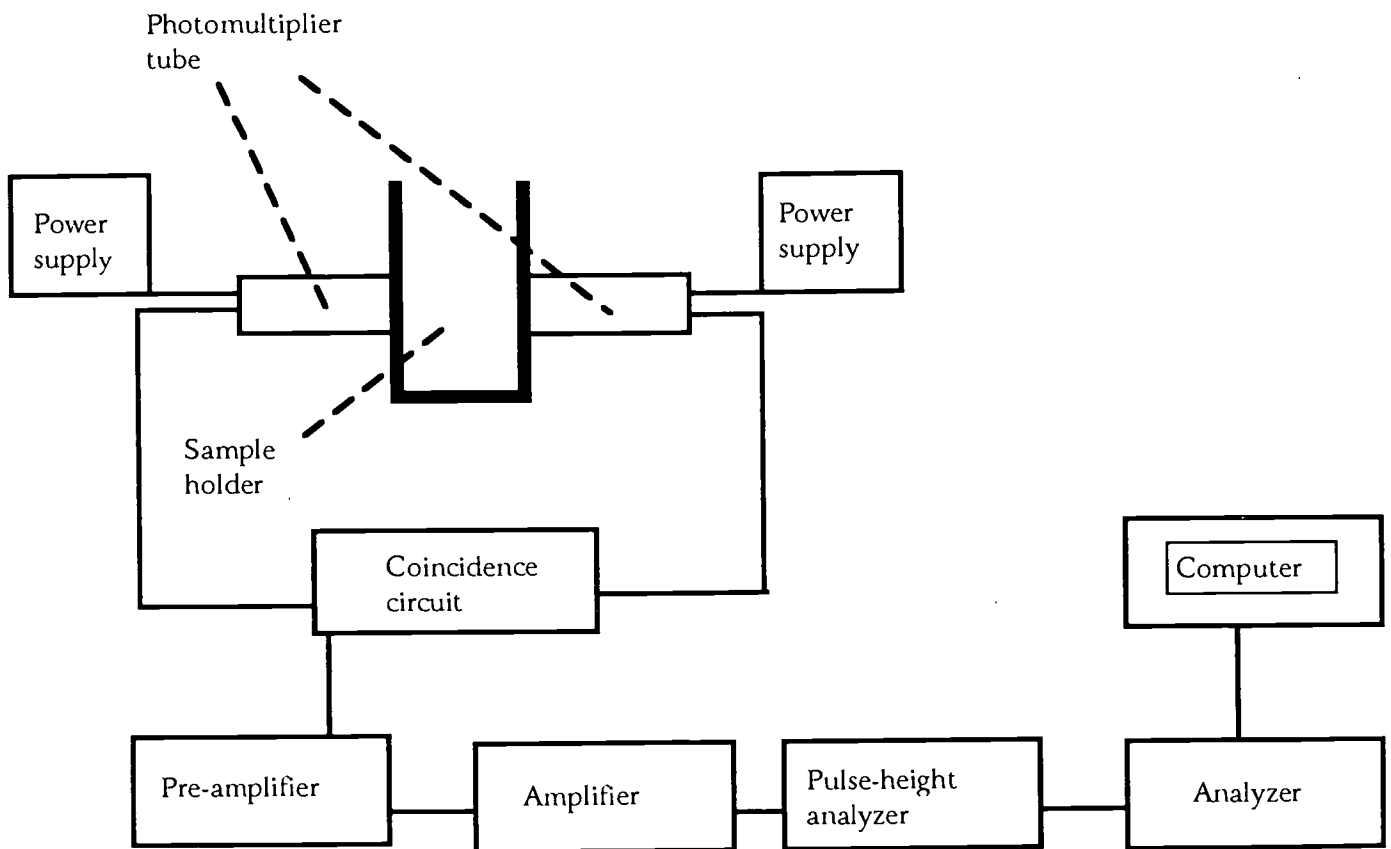 Photomultiplier
tube
Power
supply
Power
supply
Sample
holder
Coincidence
circuit
Computer
Pre-amplifier
Amplifier
Pulse-height
analyzer
Analyzer